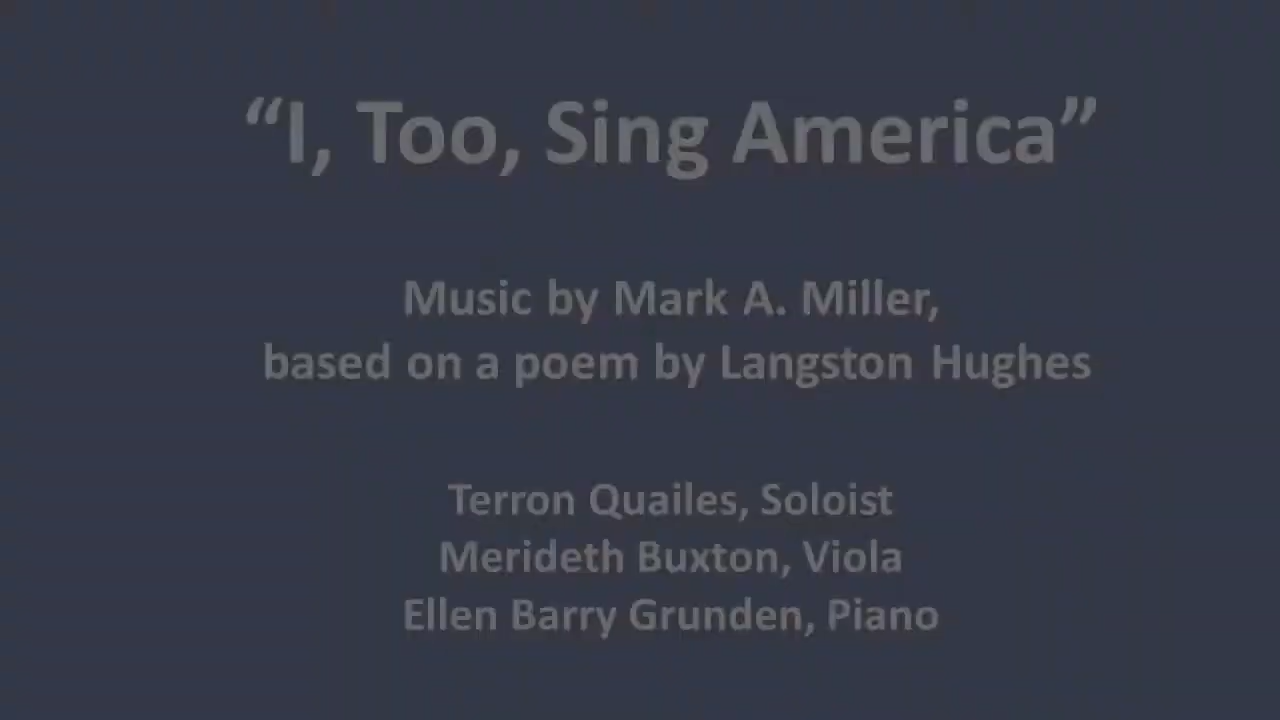 “I, Too, Sing America”
Music by Mark A. Miller,
based on a poem by Langston Hughes
Terron Quailes, Soloist
Merideth Buxton, Viola
Ellen Barry Grunden, Piano